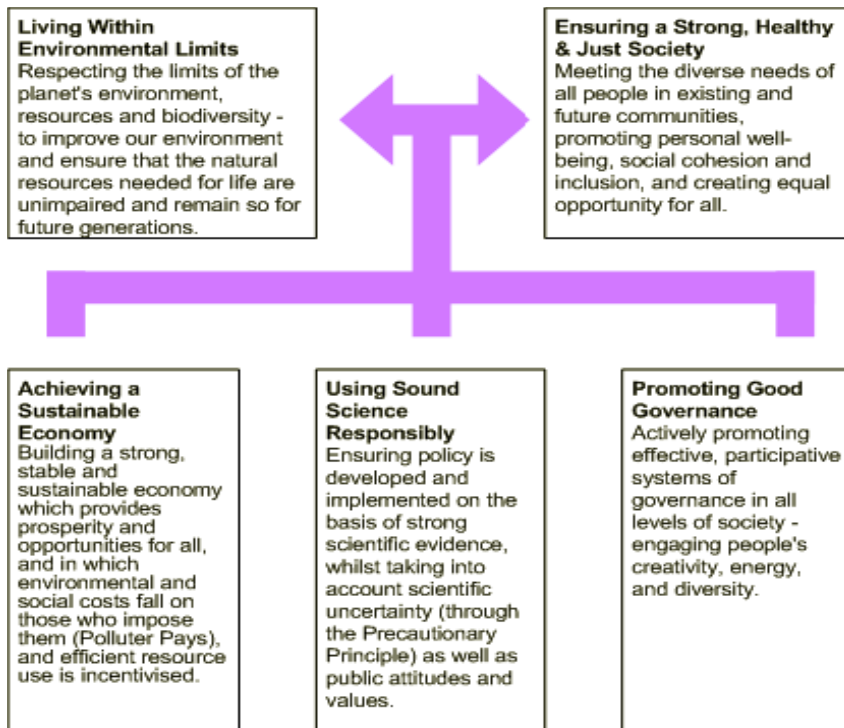 Living Within
Environmental Limits
Respecting the limits of the
planet's environment,
resources and biodiversity -
to improve our environment
and ensure that the natural
resources needed for life are
unimpaired and remain so for
future generations.
Ensuring a Strong, Healthy
& Just Society
Meeting the diverse needs of
all people in existing and
future communities,
promoting personal well-
being, social cohesion and
inclusion, and creating equal
opportunity for all.
Achieving a
Sustainable
Economy
Building a strong,
stable and
sustainable economy
which provides
prosperity and
opportunities for all,
and in which
environmental and
social costs fall on
those who impose
them (Polluter Pays),
and efficient resource
use is incentivised.
Using Sound
Science
Responsibly
Ensuring policy is
developed and
implemented on the
basis of strong
scientific evidence,
whilst taking into
account scientific
uncertainty (through
the Precautionary
Principle) as well as
public attitudes and
values.
Promoting Good
Governance
Actively promoting
effective, participative
systems of
governance in all
levels of society -
engaging people's
creativity, energy,
and diversity.